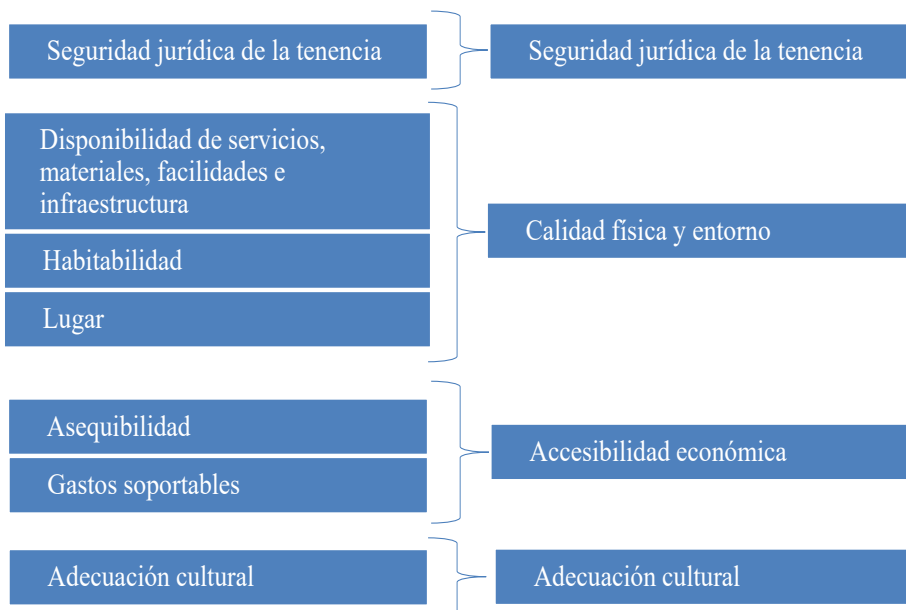 Seguridad jurídica de la tenencia
Seguridad jurídica de la tenencia
Disponibilidad de servicios,
materiales, facilidades e
infraestructura
Habitabilidad
Lugar
Calidad física y entorno
Asequibilidad
Gastos soportables
Accesibilidad económica
Adecuación cultural
Adecuación cultural